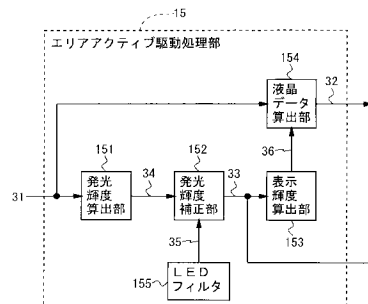 15
エリアアクティブ駆動処理部
154
液晶
データ
算出部
32
36
151
発光
輝度
算出部
34
152
発光
輝度
補正部
33
表示
輝度
算出部
153
31
35
155
LED
フィルタ